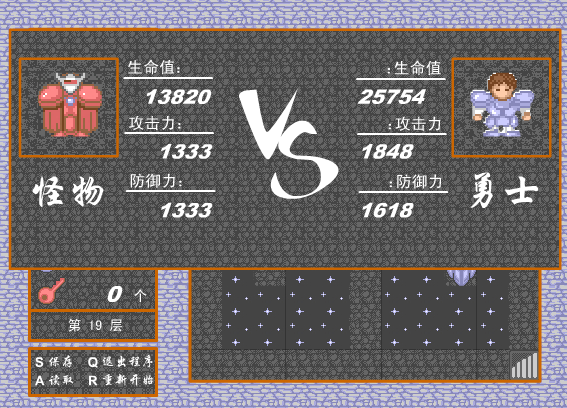 生命值: :生命值
13820 25754
攻击力: :攻击力
1333 VS 1848
防御力: :防御力
怪物 1333 1618 勇士
0 个
第 19 层
S 保存 Q 退出程序
A 读取 R 重新开始